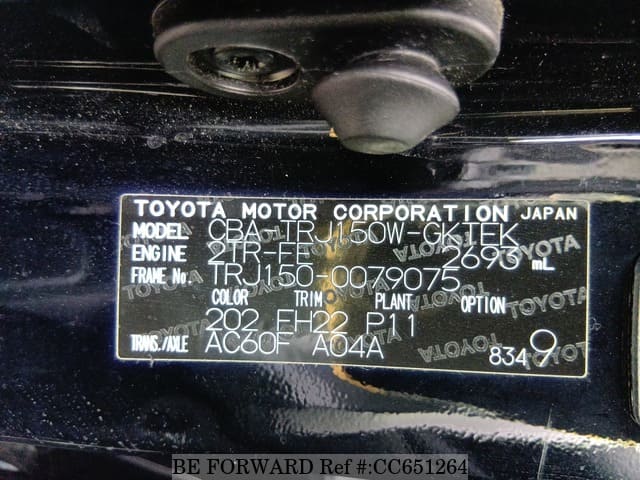 TOYOTA MOTOR CORPORATION JAPAN
MODEL CBA-TRJ150W-GKTEK
ENGINE 2TR-FE 2693 mL
FRAME No. TRJ150-0079075
COLOR TRIM PLANT OPTION
202 FH22 P11
TRANS./AXLE AC60F A04A
834 9
BE FORWARD Ref #:CC651264